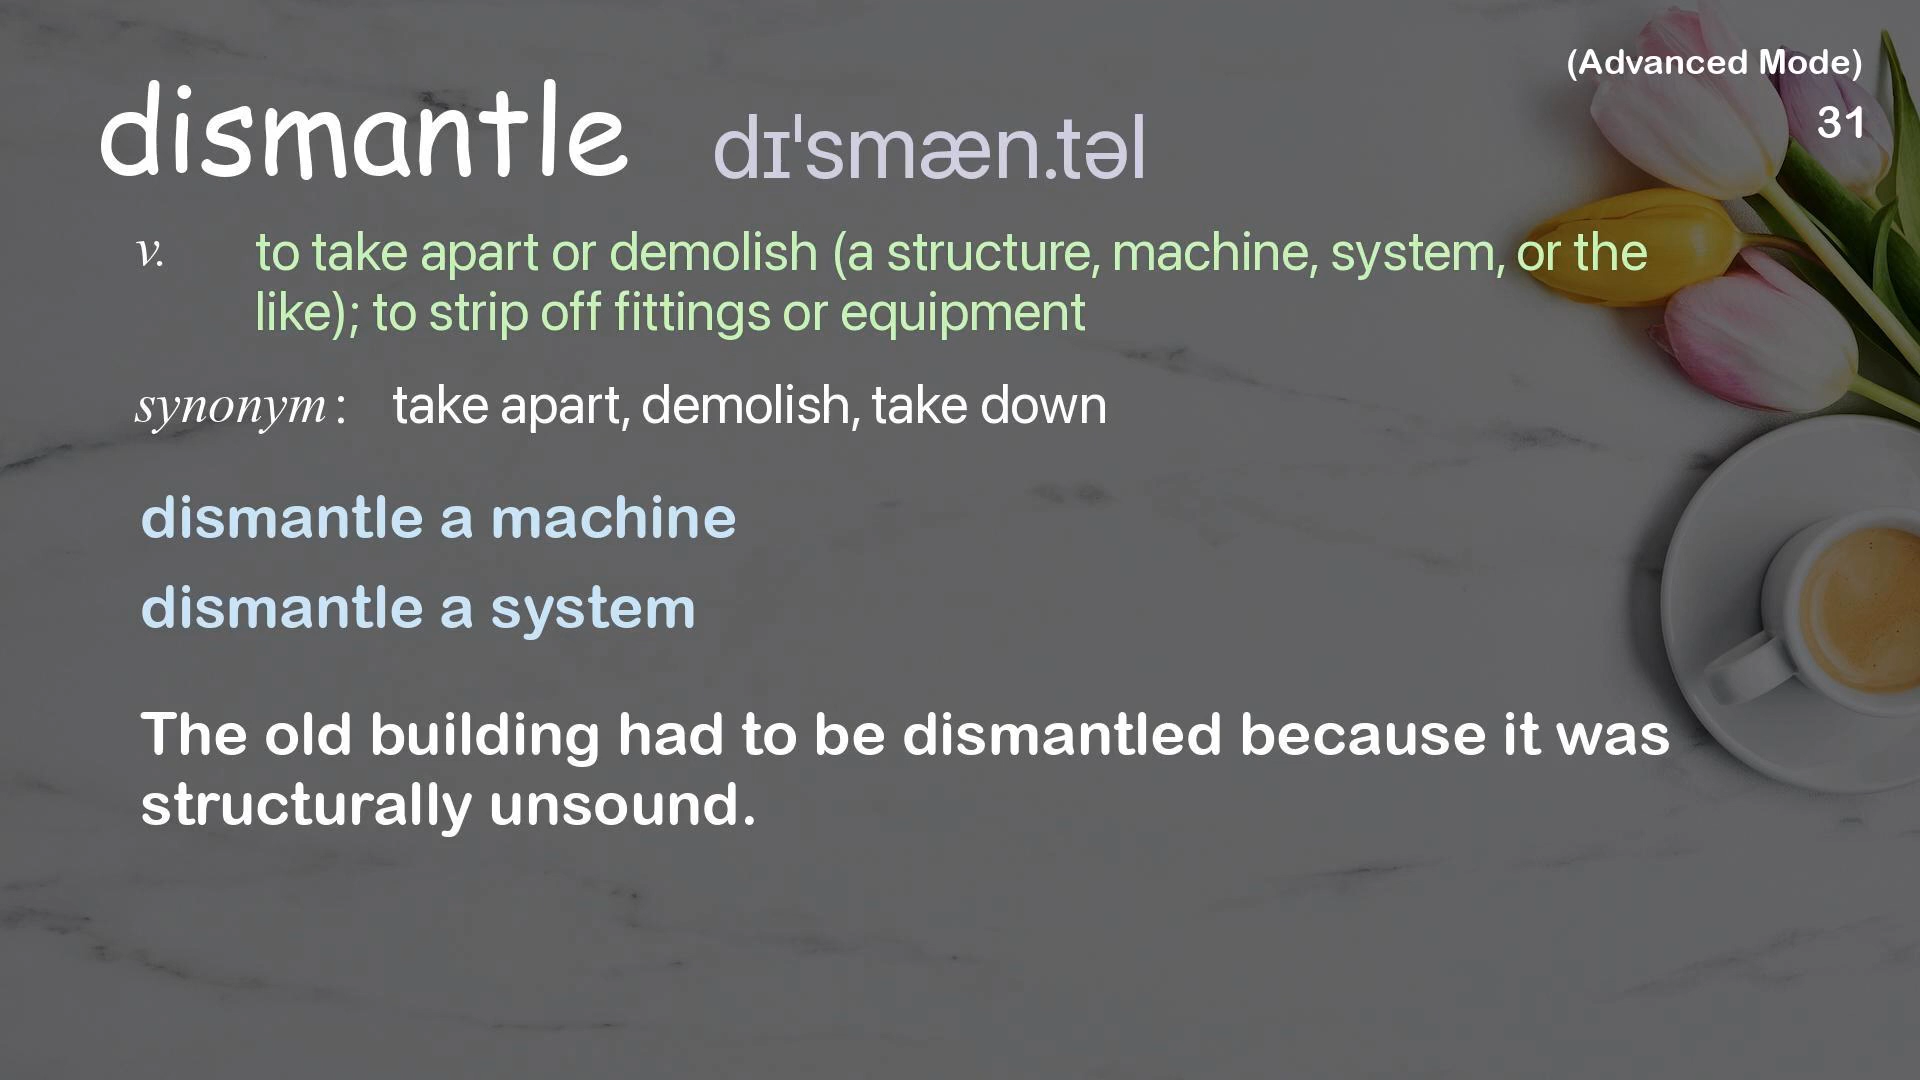 (Advanced Mode)
31
dismantle dɪˈsmæn.təl
v. to take apart or demolish (a structure, machine, system, or the
like); to strip off fittings or equipment
synonym : take apart, demolish, take down
dismantle a machine
dismantle a system
The old building had to be dismantled because it was
structurally unsound.